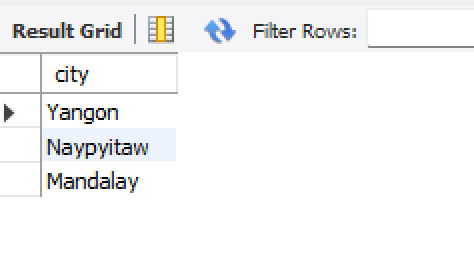 Result Grid Filter Rows:
city
Yangon
Naypyitaw
Mandalay